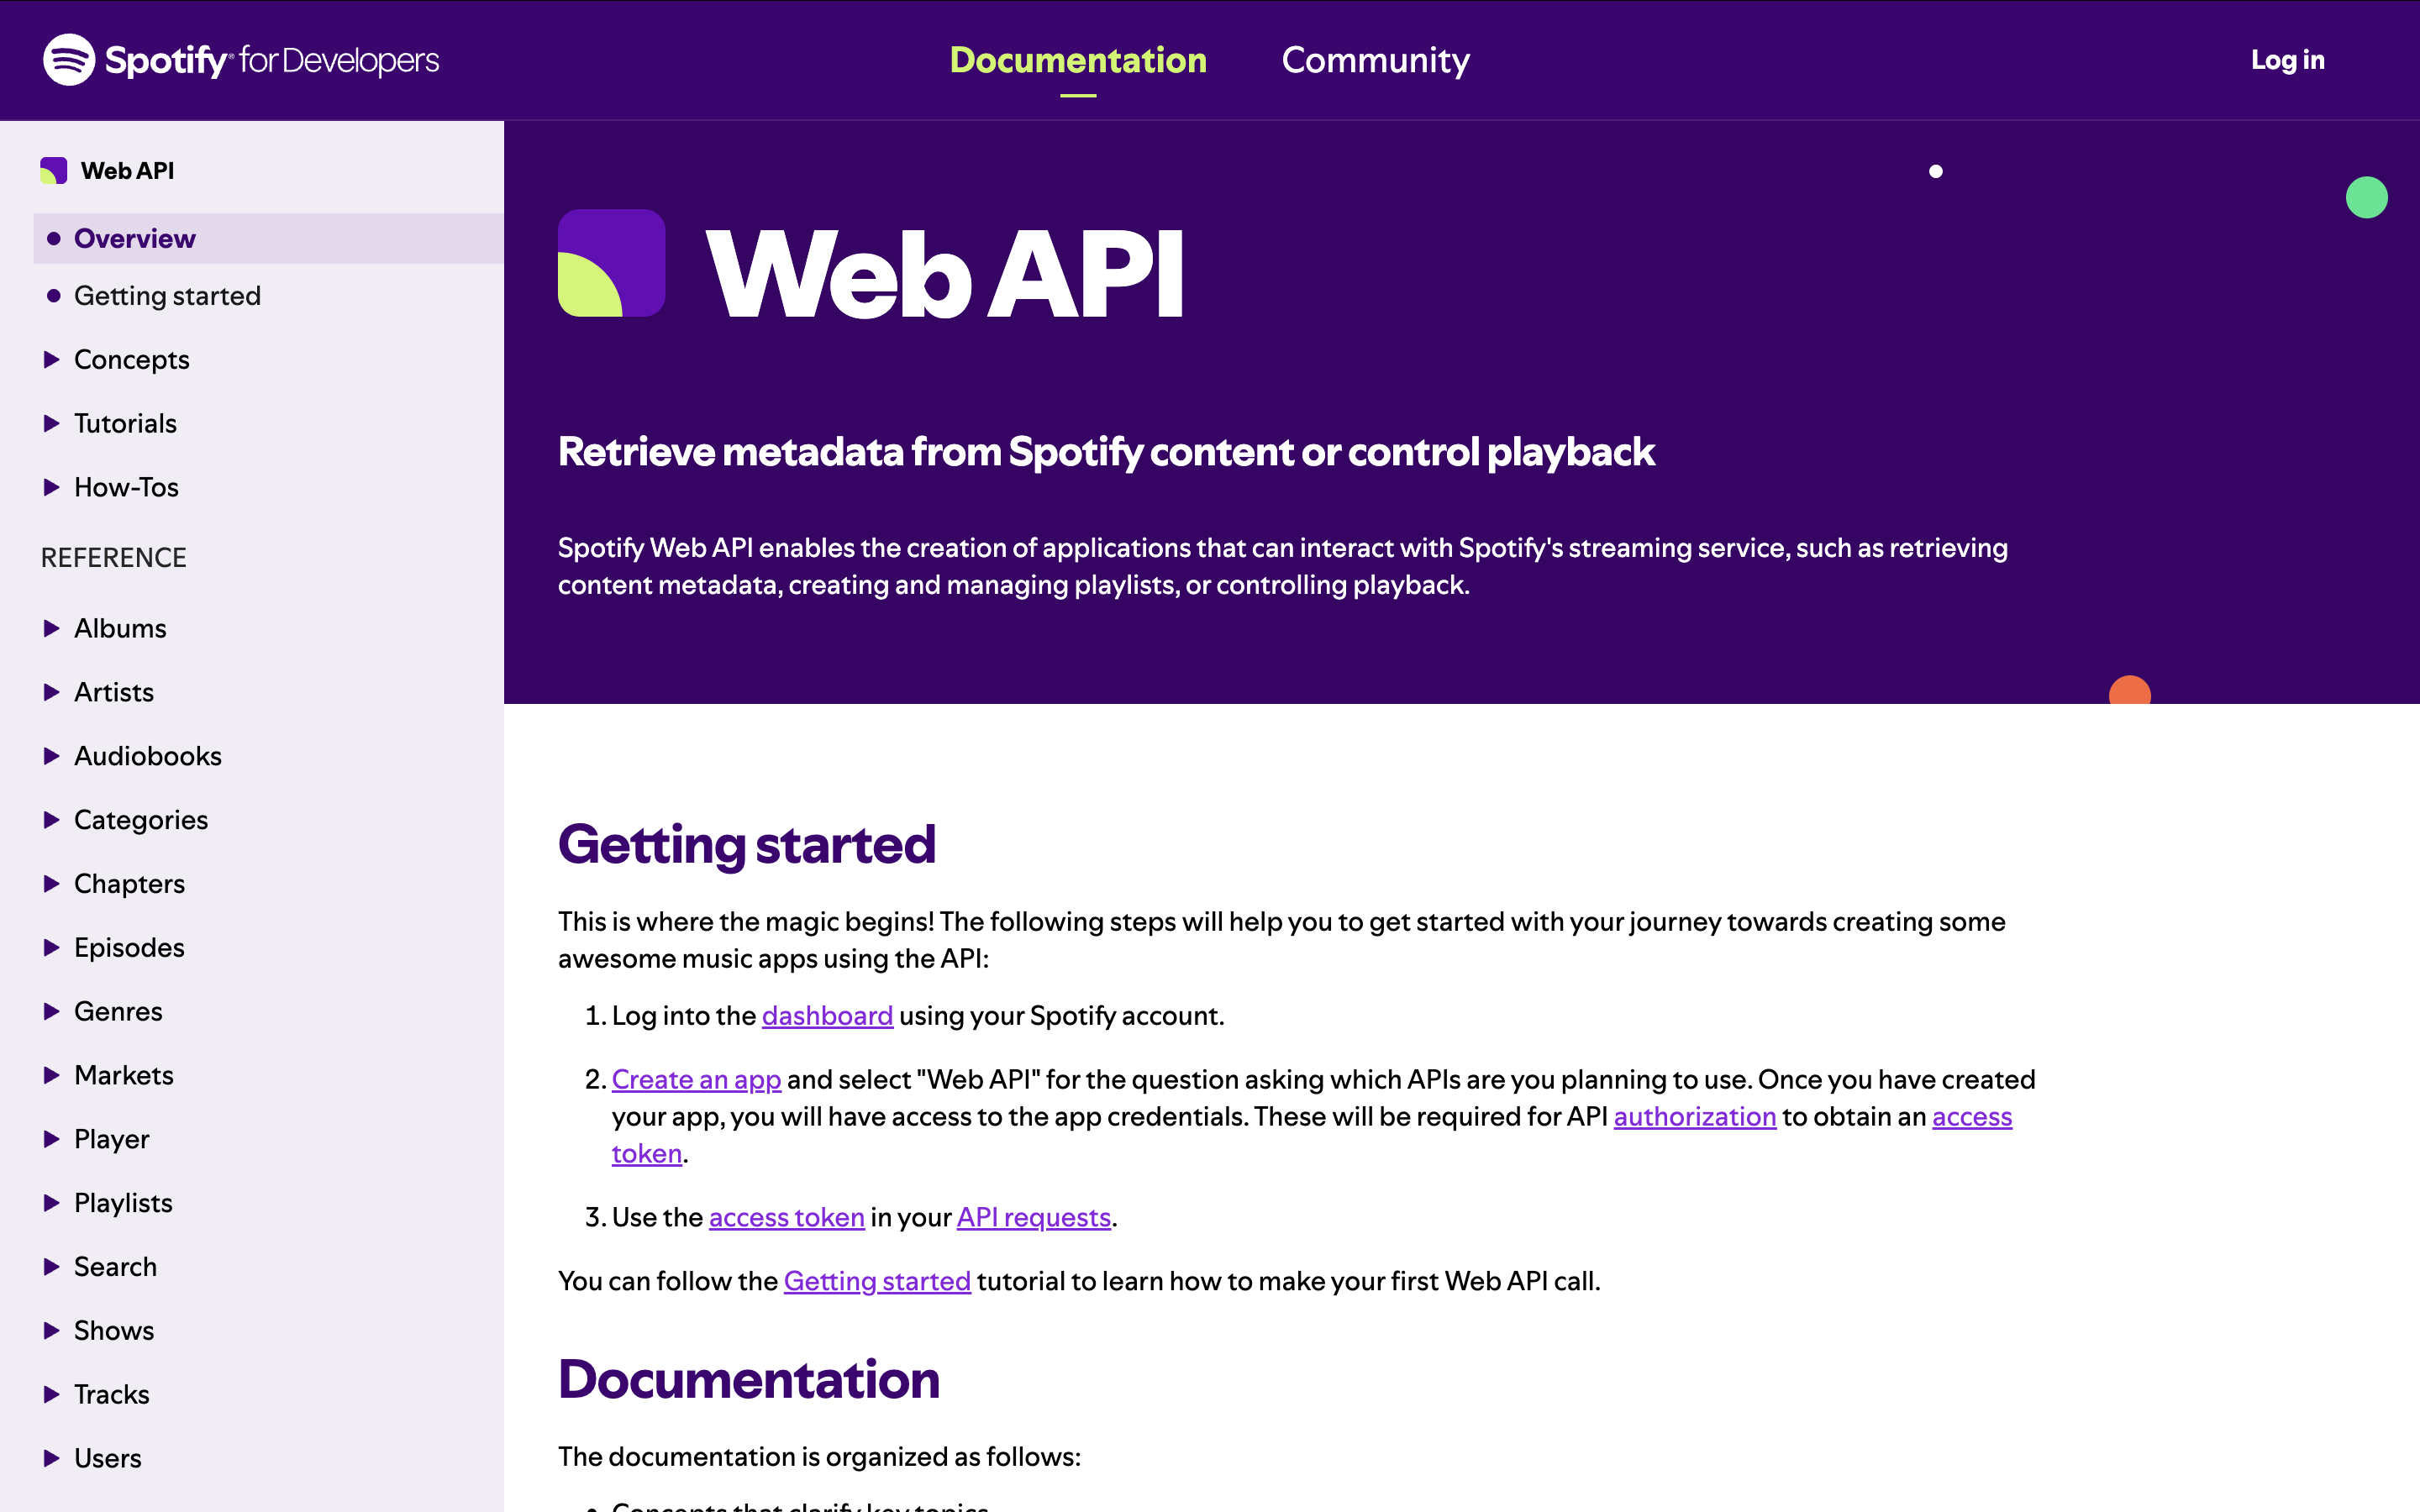 Spotify® for Developers
Documentation
Community
Log in
Web API
Overview
Getting started
Concepts
Tutorials
How-Tos
REFERENCE
Albums
Artists
Audiobooks
Categories
Chapters
Episodes
Genres
Markets
Player
Playlists
Search
Shows
Tracks
Users
Web API
Retrieve metadata from Spotify content or control playback
Spotify Web API enables the creation of applications that can interact with Spotify's streaming service, such as retrieving
content metadata, creating and managing playlists, or controlling playback.
Getting started
This is where the magic begins! The following steps will help you to get started with your journey towards creating some
awesome music apps using the API:
1. Log into the dashboard using your Spotify account.
2. Create an app and select "Web API" for the question asking which APIs are you planning to use. Once you have created
your app, you will have access to the app credentials. These will be required for API authorization to obtain an access
token.
3. Use the access token in your API requests.
You can follow the Getting started tutorial to learn how to make your first Web API call.
Documentation
The documentation is organized as follows:
• Concepts that clarify key topics